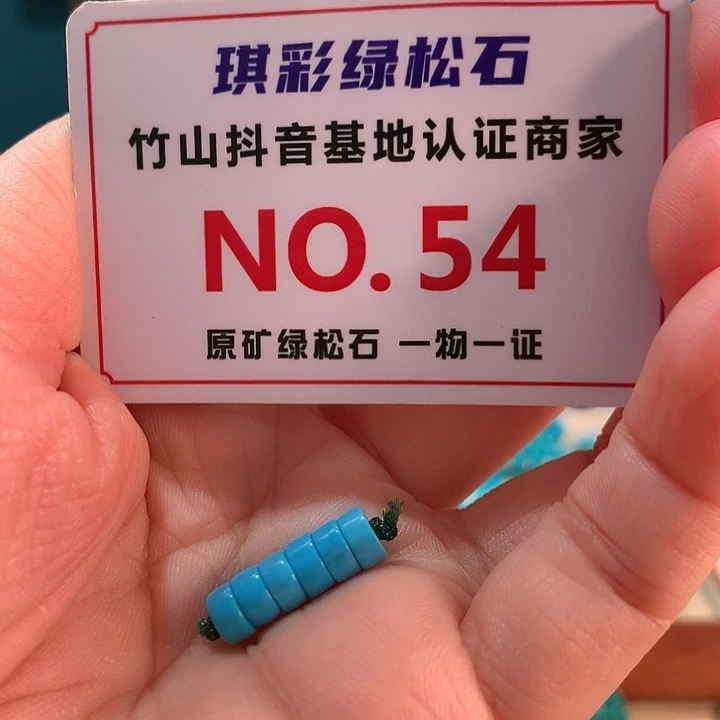 琪彩绿松石
竹山抖音基地认证商家
NO. 54
原矿绿松石 一物一证